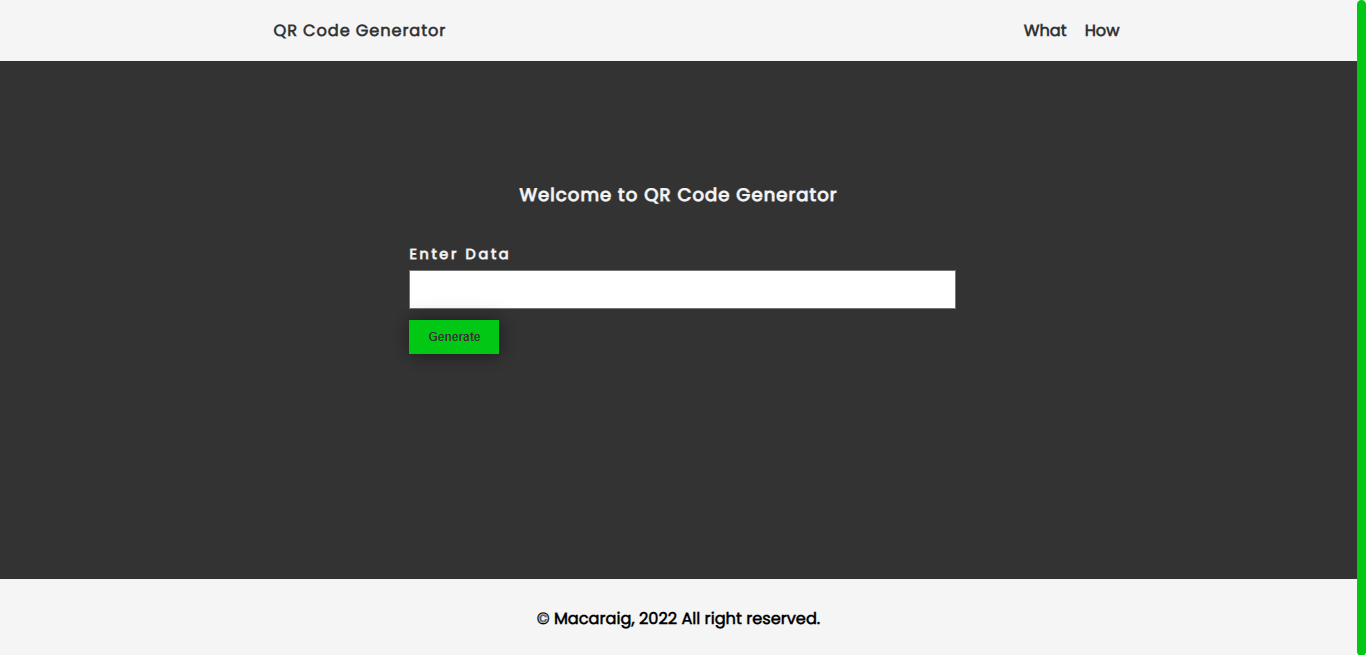 QR Code Generator
What How
Welcome to QR Code Generator
Enter Data
Generate
© Macaraig, 2022 All right reserved.